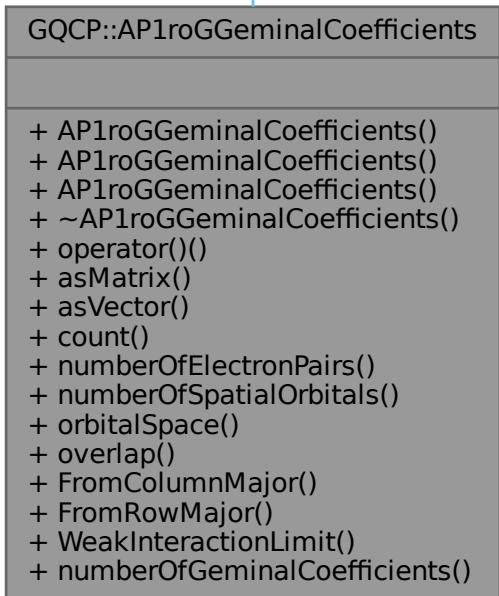 GQCP::AP1roGGeminalCoefficients
+ AP1roGGeminalCoefficients()
+ AP1roGGeminalCoefficients()
+ AP1roGGeminalCoefficients()
+ ~AP1roGGeminalCoefficients()
+ operator()()
+ asMatrix()
+ asVector()
+ count()
+ numberOfElectronPairs()
+ numberOfSpatialOrbitals()
+ orbitalSpace()
+ overlap()
+ FromColumnMajor()
+ FromRowMajor()
+ WeakInteractionLimit()
+ numberOfGeminalCoefficients()